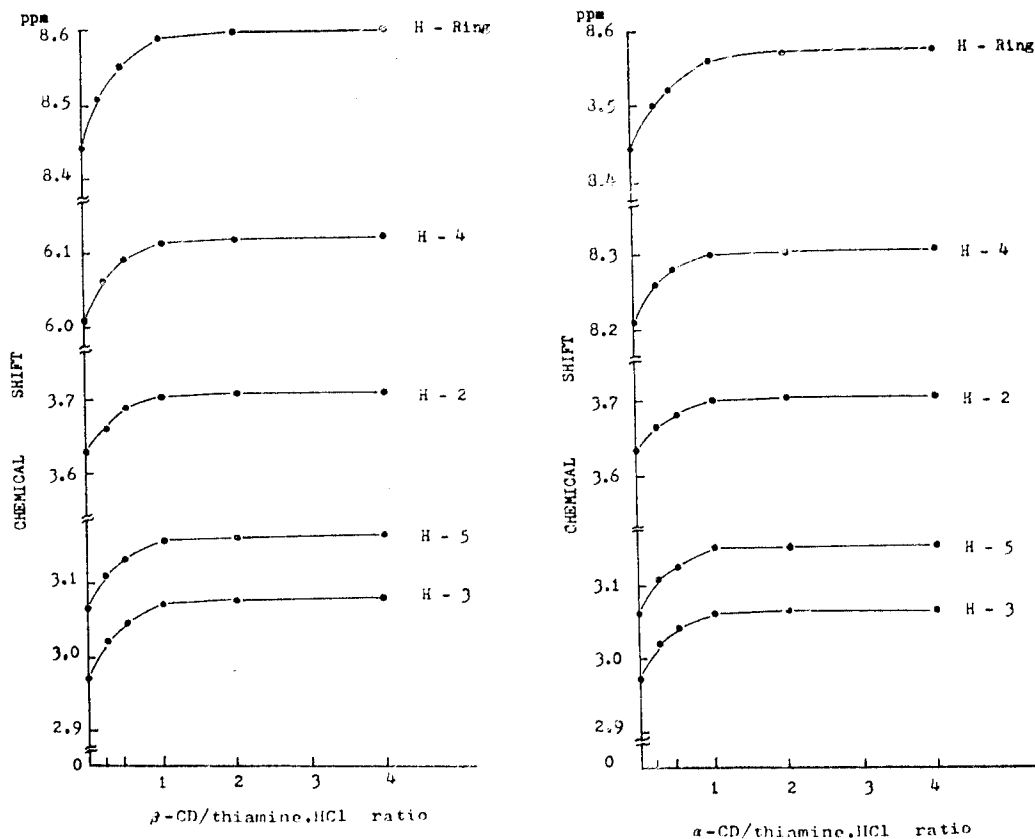 ppm
8.6
8.5
8.4
6.1
6.0
3.7
3.6
3.1
3.0
2.9
0
1
2
3
4
H - Ring
H - 4
H - 2
H - 5
H - 3
CHEMICAL SHIFT
β-CD/thiamine.HCl ratio
ppm
8.6
8.5
8.4
8.3
8.2
3.7
3.6
3.1
3.0
2.9
0
1
2
3
4
H - Ring
H - 4
H - 2
H - 5
H - 3
CHEMICAL SHIFT
α-CD/thiamine.HCl ratio